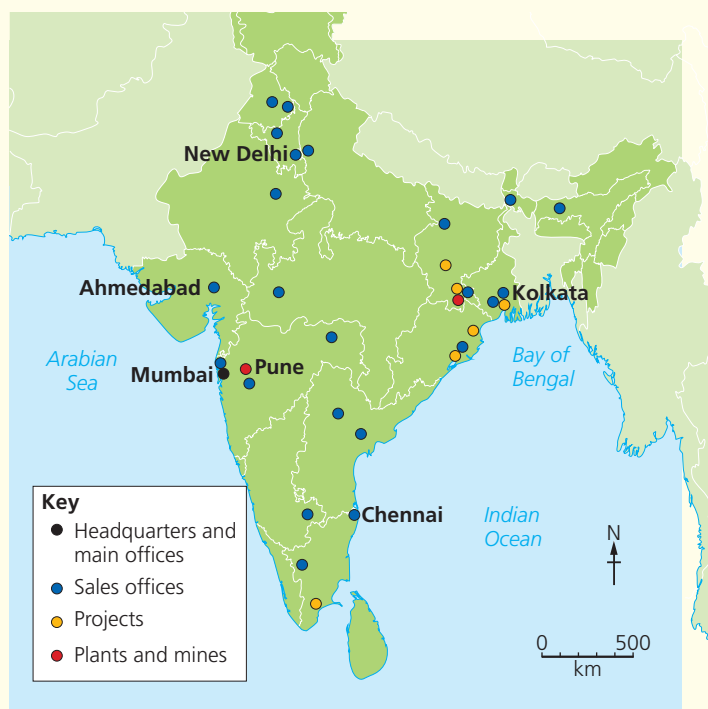 New Delhi
Ahmedabad
Kolkata
Arabian
Sea
Mumbai
Pune
Bay of
Bengal
Chennai
Indian
Ocean
Key
Headquarters and
main offices
Sales offices
Projects
Plants and mines
N
0 500
km